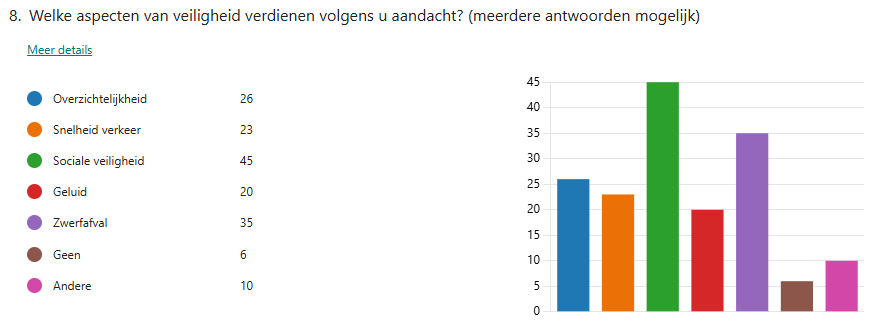 8. Welke aspecten van veiligheid verdienen volgens u aandacht? (meerdere antwoorden mogelijk)
Meer details
Overzichtelijkheid 26
Snelheid verkeer 23
Sociale veiligheid 45
Geluid 20
Zwerfafval 35
Geen 6
Andere 10
45
40
35
30
25
20
15
10
5
0